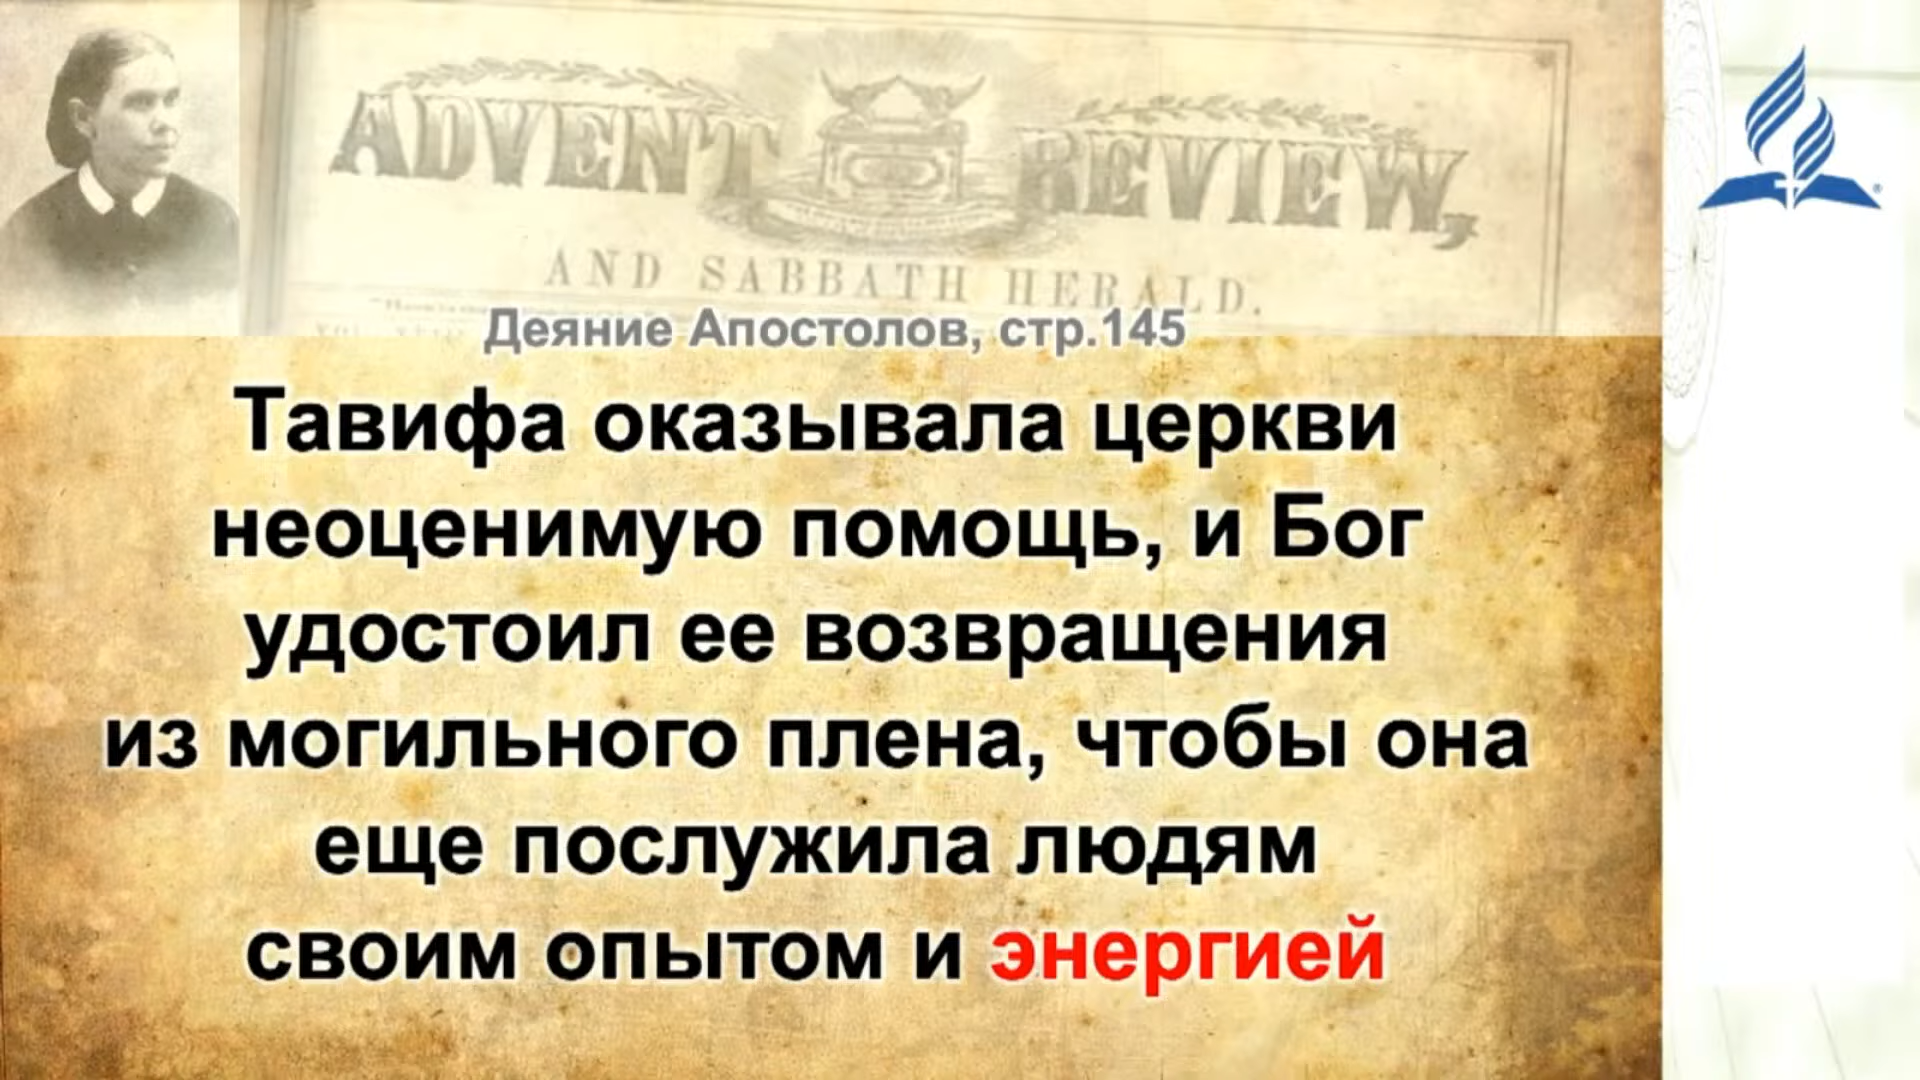 ADVENT REVIEW,
AND SABBATH HERALD.
Деяние Апостолов, стр.145
Тавифа оказывала церкви
неоценимую помощь, и Бог
удостоил ее возвращения
из могильного плена, чтобы она
еще послужила людям
своим опытом и энергией